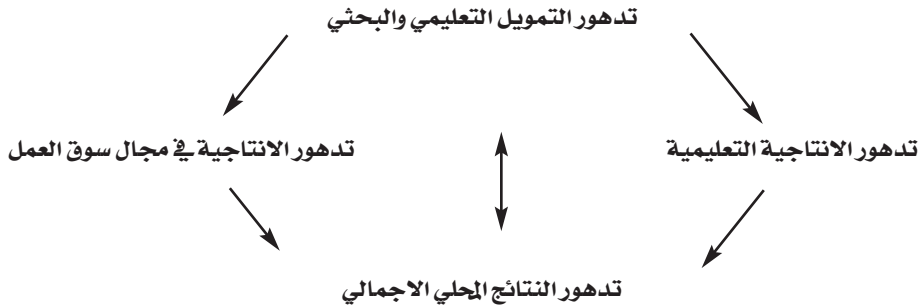 تدهور التمويل التعليمي والبحثي
تدهور الانتاجية التعليمية
تدهور الانتاجية في مجال سوق العمل
تدهور النتائج المحلي الاجمالي